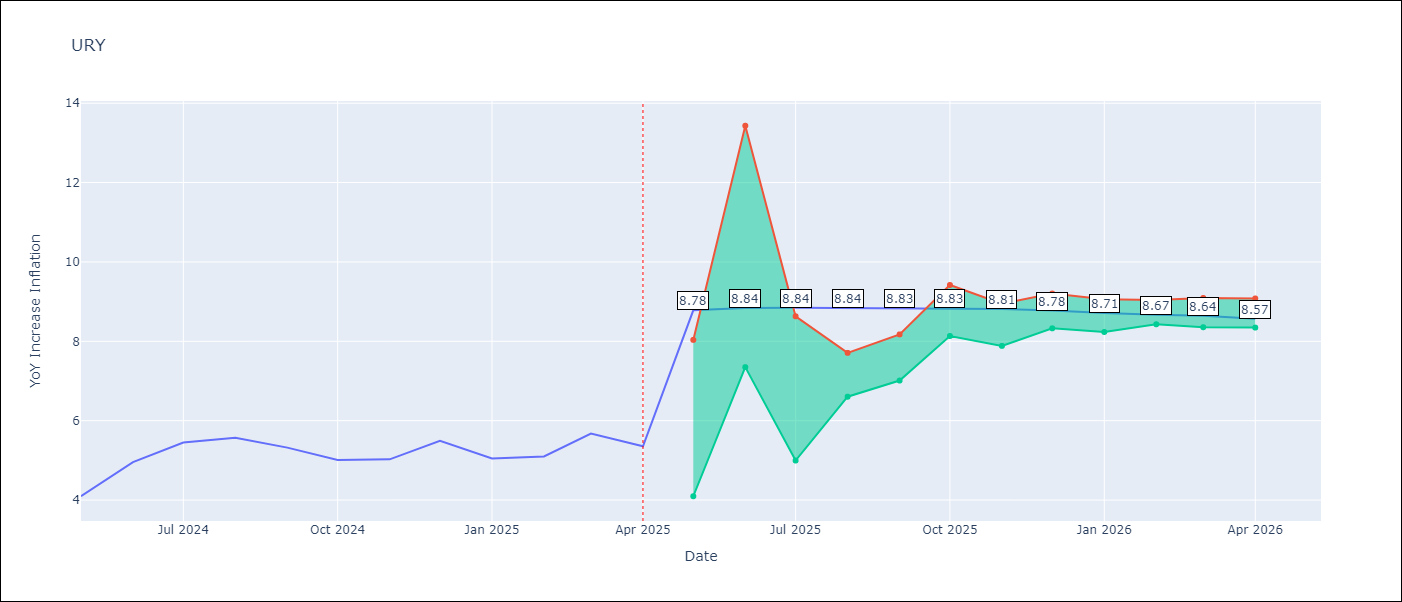 URY
YoY Increase Inflation
14
12
10
8
6
4
8.78
8.84
8.84
8.84
8.83
8.83
8.81
8.78
8.71
8.67
8.64
8.57
Jul 2024
Oct 2024
Jan 2025
Apr 2025
Jul 2025
Oct 2025
Jan 2026
Apr 2026
Date